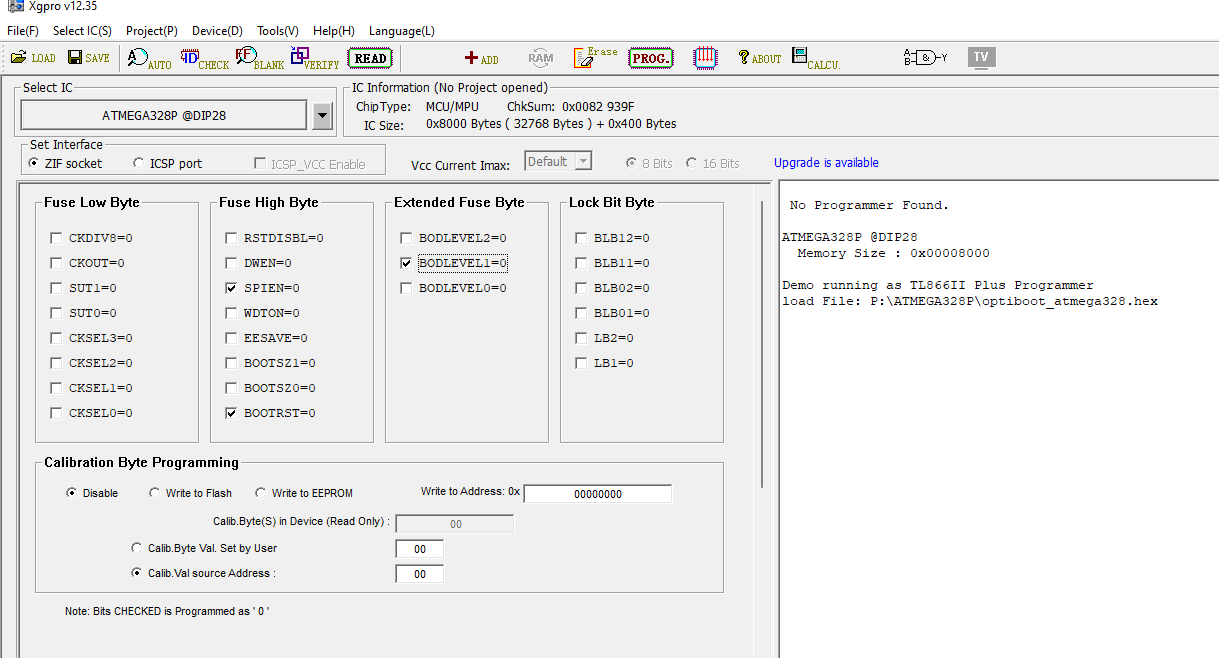 Xgpro v12.35
File(F) Select IC(S) Project(P) Device(D) Tools(V) Help(H) Language(L)
LOAD SAVE AUTO CHECK BLANK VERIFY READ ADD RAM Erase PROG. ABOUT CALCU. A B & Y TV
Select IC
ATMEGA328P @DIP28
IC Information (No Project opened)
ChipType: MCU/MPU ChkSum: 0x0082 939F
IC Size: 0x8000 Bytes ( 32768 Bytes ) + 0x400 Bytes
Set Interface
ZIF socket ICSP port ICSP_VCC Enable
Vcc Current Imax: Default 8 Bits 16 Bits
Upgrade is available
Fuse Low Byte
CKDIV8=0
CKOUT=0
SUT1=0
SUT0=0
CKSEL3=0
CKSEL2=0
CKSEL1=0
CKSEL0=0
Fuse High Byte
RSTDISBL=0
DWEN=0
SPIEN=0
WDTON=0
EESAVE=0
BOOTSZ1=0
BOOTSZ0=0
BOOTRST=0
Extended Fuse Byte
BODLEVEL2=0
BODLEVEL1=0
BODLEVEL0=0
Lock Bit Byte
BLB12=0
BLB11=0
BLB02=0
BLB01=0
LB2=0
LB1=0
Calibration Byte Programming
Disable Write to Flash Write to EEPROM Write to Address: 0x 00000000
Calib.Byte(S) in Device (Read Only) : 00
Calib.Byte Val. Set by User 00
Calib.Val source Address : 00
Note: Bits CHECKED is Programmed as ' 0 '
No Programmer Found.
ATMEGA328P @DIP28
Memory Size : 0x00008000
Demo running as TL866II Plus Programmer
load File: P:\ATMEGA328P\optiboot_atmega328.hex